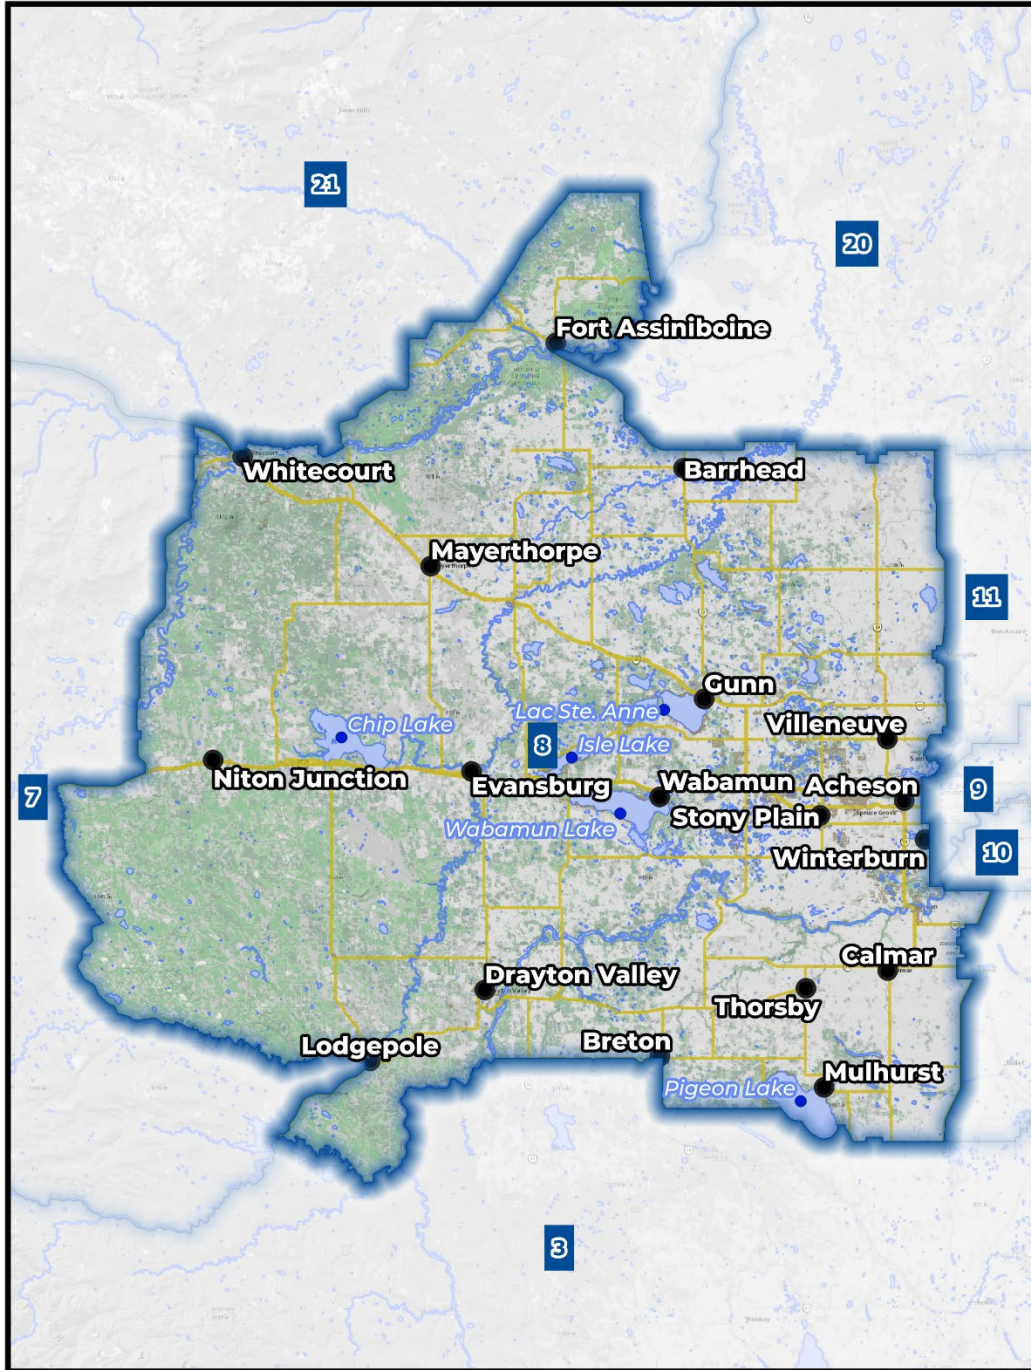 21
20
Fort Assiniboine
Whitecourt
Barrhead
Mayerthorpe
11
Gunn
Lac Ste. Anne
Villeneuve
Chip Lake
8
Isle Lake
Niton Junction
Evansburg
Wabamun
Acheson
7
9
Wabamun Lake
Stony Plain
Spruce Grove
Winterburn
10
Calmar
Drayton Valley
Thorsby
Lodgepole
Breton
Mulhurst
Pigeon Lake
3